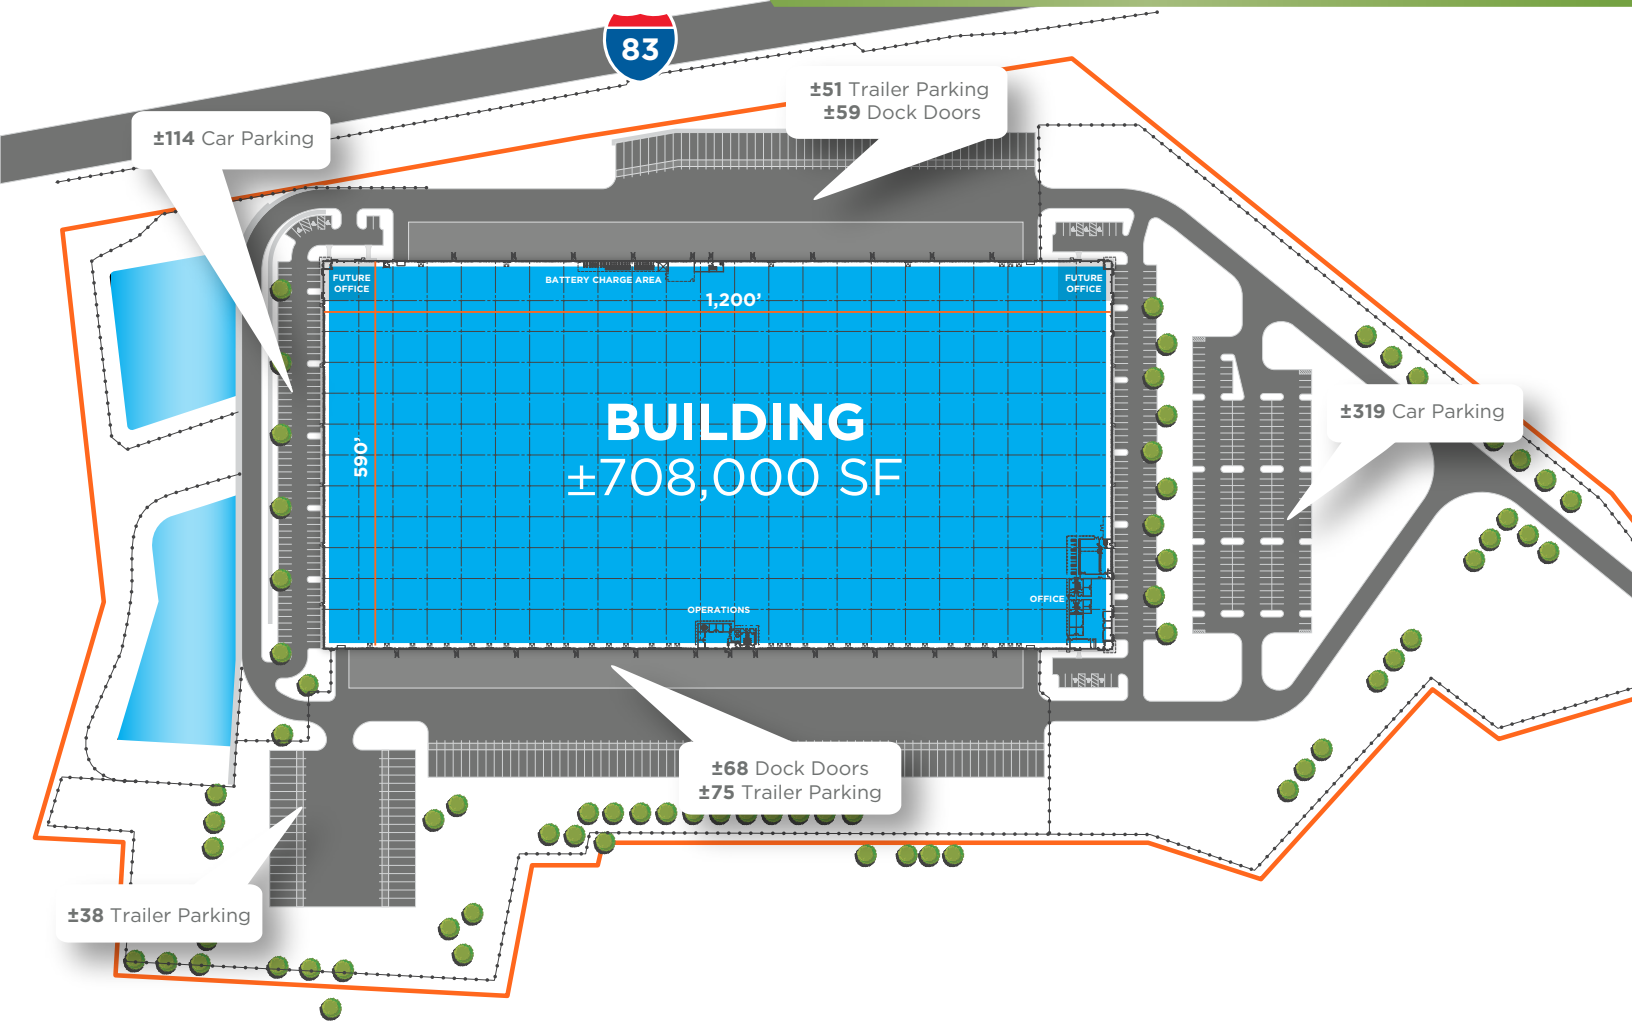 83
±51 Trailer Parking
±59 Dock Doors
±114 Car Parking
FUTURE
OFFICE
BATTERY CHARGE AREA
1,200’
FUTURE
OFFICE
BUILDING
±708,000 SF
590’
±319 Car Parking
OFFICE
OPERATIONS
±68 Dock Doors
±75 Trailer Parking
±38 Trailer Parking